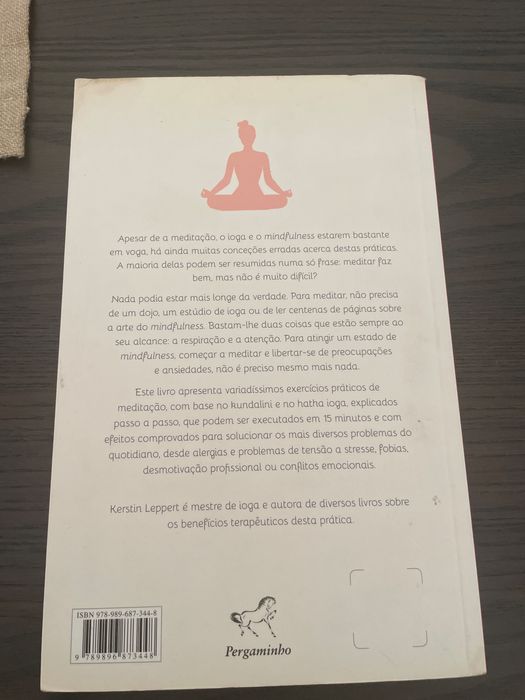 Apesar de a meditação, o ioga e o mindfulness estarem bastante
em voga, há ainda muitas conceções erradas acerca destas práticas.
A maioria delas podem ser resumidas numa só frase: meditar faz
bem, mas não é muito difícil?
Nada podia estar mais longe da verdade. Para meditar, não precisa
de um dojo, um estúdio de ioga ou de ler centenas de páginas sobre
a arte do mindfulness. Bastam-lhe duas coisas que estão sempre ao
seu alcance: a respiração e a atenção. Para atingir um estado de
mindfulness, começar a meditar e libertar-se de preocupações
e ansiedades, não é preciso mesmo mais nada.
Este livro apresenta variadíssimos exercícios práticos de
meditação, com base no kundalini e no hatha ioga, explicados
passo a passo, que podem ser executados em 15 minutos e com
efeitos comprovados para solucionar os mais diversos problemas do
quotidiano, desde alergias e problemas de tensão a stresse, fobias,
desmotivação profissional ou conflitos emocionais.
Kerstin Leppert é mestre de ioga e autora de diversos livros sobre
os benefícios terapêuticos desta prática.
ISBN 978-989-687-344-8
9 789896 873448
Pergaminho